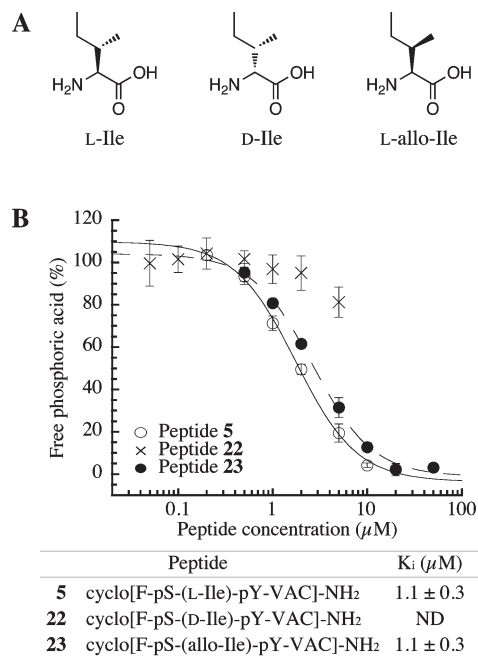 A
H₂N OH O
H₂N OH O
H₂N OH O
L-Ile D-Ile L-allo-Ile
B
Free phosphoric acid (%)
120
100
80
60
40
20
0
Peptide 5
Peptide 22
Peptide 23
0.1 1 10 100
Peptide concentration (μM)
Peptide Ki (μM)
5 cyclo[F-pS-(L-Ile)-pY-VAC]-NH₂ 1.1 ± 0.3
22 cyclo[F-pS-(D-Ile)-pY-VAC]-NH₂ ND
23 cyclo[F-pS-(allo-Ile)-pY-VAC]-NH₂ 1.1 ± 0.3